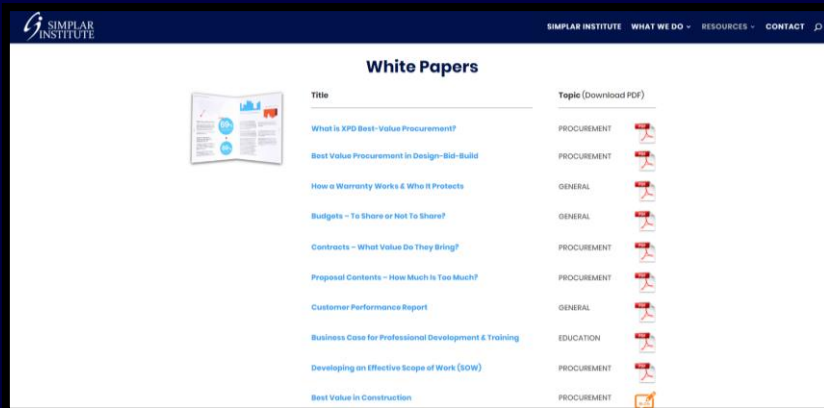 SIMPLAR
INSTITUTE
SIMPLAR INSTITUTE WHAT WE DO RESOURCES CONTACT
White Papers
Title Topic (Download PDF)
What is XPD Best-Value Procurement? PROCUREMENT
Best Value Procurement in Design-Bid-Build PROCUREMENT
How a Warranty Works & Who It Protects GENERAL
Budgets – To Share or Not To Share? GENERAL
Contracts – What Value Do They Bring? PROCUREMENT
Proposal Contents – How Much Is Too Much? PROCUREMENT
Customer Performance Report GENERAL
Business Case for Professional Development & Training EDUCATION
Developing an Effective Scope of Work (SOW) PROCUREMENT
Best Value in Construction PROCUREMENT